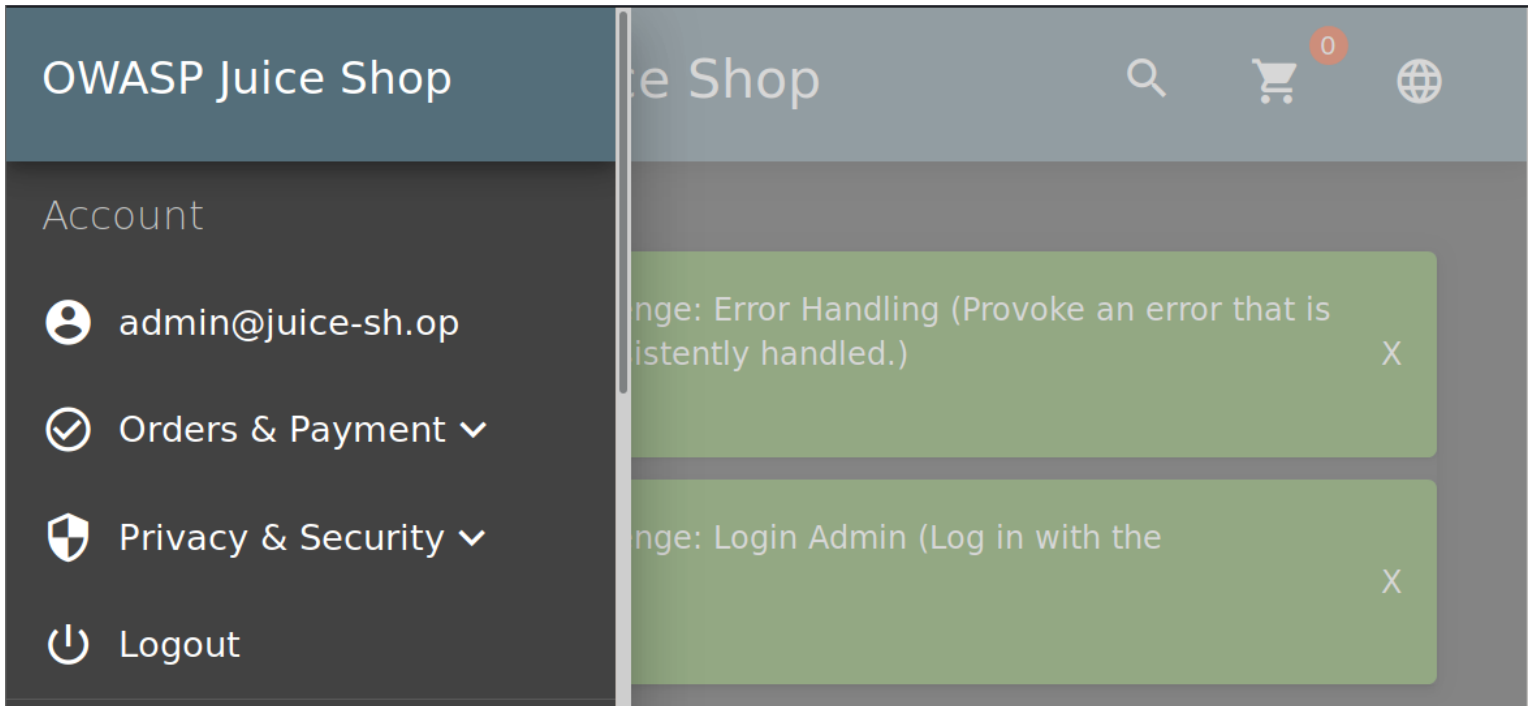 OWASP Juice Shop
ce Shop
0
Account
admin@juice-sh.op
Orders & Payment
Privacy & Security
Logout
nge: Error Handling (Provoke an error that is
istently handled.)
X
nge: Login Admin (Log in with the
X